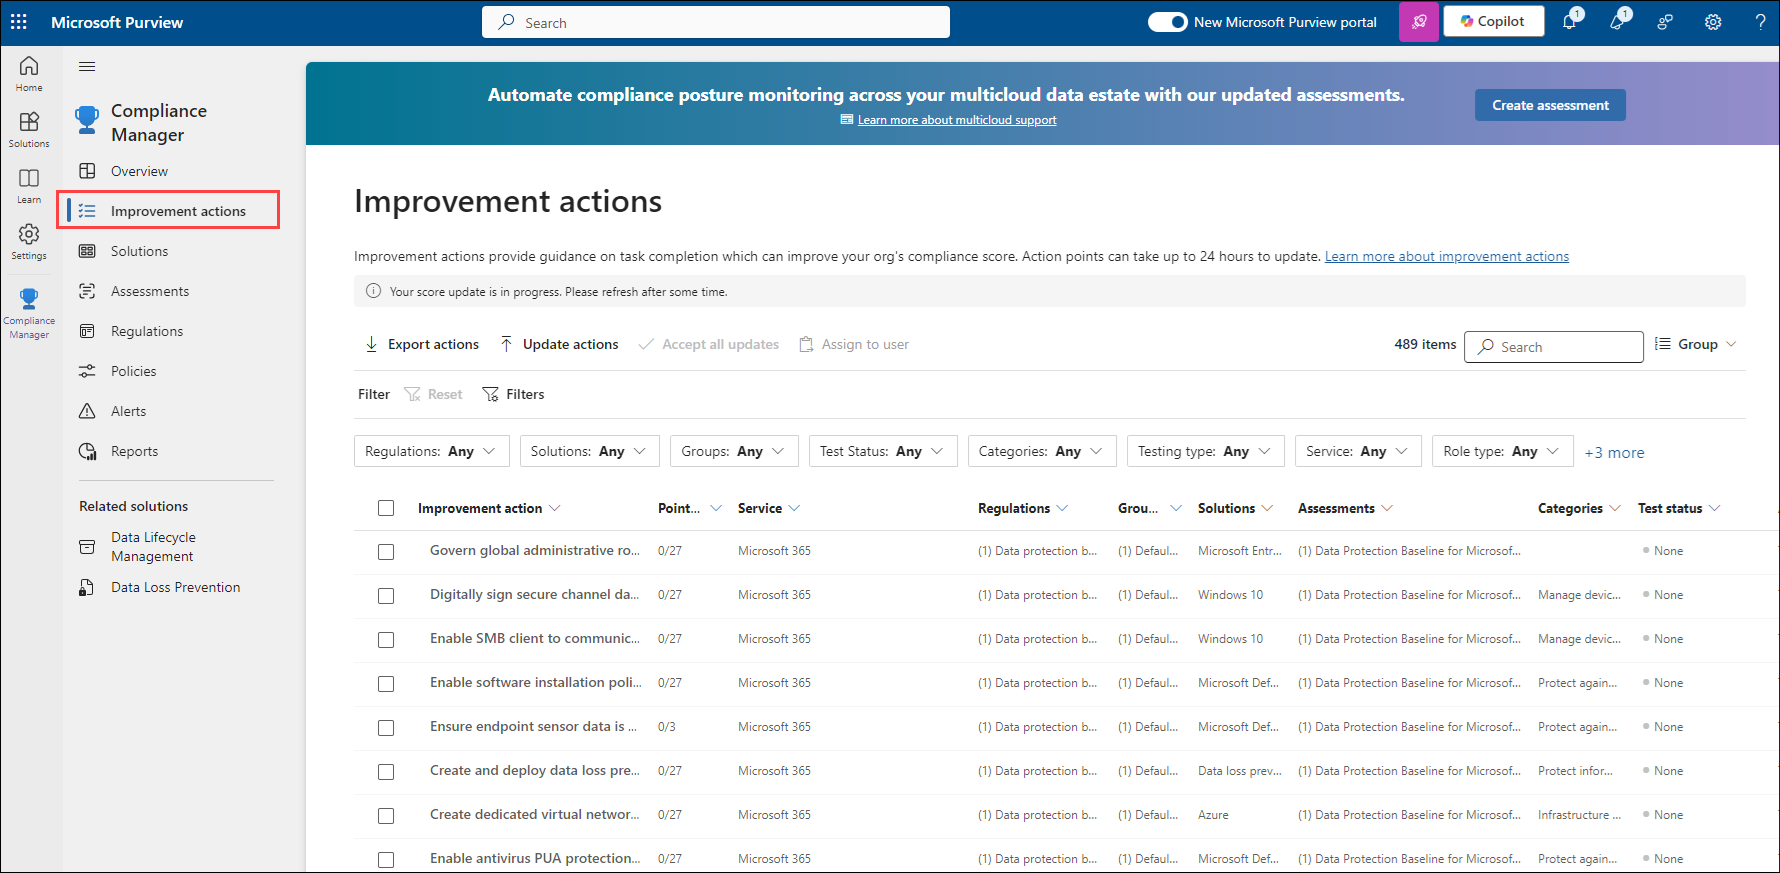 Microsoft Purview
Search
New Microsoft Purview portal
Copilot
1
1
Home
Solutions
Learn
Settings
Compliance
Manager
Compliance
Manager
Overview
Improvement actions
Solutions
Assessments
Regulations
Policies
Alerts
Reports
Related solutions
Data Lifecycle
Management
Data Loss Prevention
Automate compliance posture monitoring across your multicloud data estate with our updated assessments.
Learn more about multicloud support
Create assessment
Improvement actions
Improvement actions provide guidance on task completion which can improve your org's compliance score. Action points can take up to 24 hours to update. Learn more about improvement actions
Your score update is in progress. Please refresh after some time.
Export actions Update actions Accept all updates Assign to user 489 items Search Group
Filter Reset Filters
Regulations: Any Solutions: Any Groups: Any Test Status: Any Categories: Any Testing type: Any Service: Any Role type: Any +3 more
Improvement action Point... Service Regulations Grou... Solutions Assessments Categories Test status
Govern global administrative ro... 0/27 Microsoft 365 (1) Data protection b... (1) Defaul... Microsoft Entr... (1) Data Protection Baseline for Microsof... None
Digitally sign secure channel da... 0/27 Microsoft 365 (1) Data protection b... (1) Defaul... Windows 10 (1) Data Protection Baseline for Microsof... Manage devic... None
Enable SMB client to communic... 0/27 Microsoft 365 (1) Data protection b... (1) Defaul... Windows 10 (1) Data Protection Baseline for Microsof... Manage devic... None
Enable software installation poli... 0/27 Microsoft 365 (1) Data protection b... (1) Defaul... Microsoft Def... (1) Data Protection Baseline for Microsof... Protect again... None
Ensure endpoint sensor data is ... 0/3 Microsoft 365 (1) Data protection b... (1) Defaul... Microsoft Def... (1) Data Protection Baseline for Microsof... Protect again... None
Create and deploy data loss pre... 0/27 Microsoft 365 (1) Data protection b... (1) Defaul... Data loss prev... (1) Data Protection Baseline for Microsof... Protect infor... None
Create dedicated virtual networ... 0/27 Microsoft 365 (1) Data protection b... (1) Defaul... Azure (1) Data Protection Baseline for Microsof... Infrastructure ... None
Enable antivirus PUA protection... 0/27 Microsoft 365 (1) Data protection b... (1) Defaul... Microsoft Def... (1) Data Protection Baseline for Microsof... Protect again... None